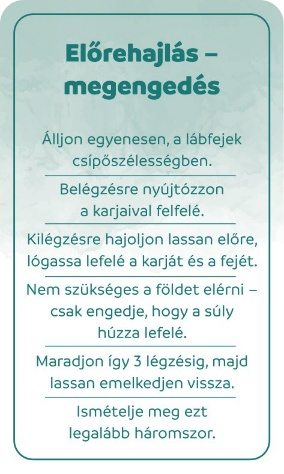 Előrehajlás –
megengedés
Álljon egyenesen, a lábfejek
csípőszélességben.
Belégzésre nyújtózzon
a karjaival felfelé.
Kilégzésre hajoljon lassan előre,
lógassa lefelé a karját és a fejét.
Nem szükséges a földet elérni –
csak engedje, hogy a súly
húzza lefelé.
Maradjon így 3 légzésig, majd
lassan emelkedjen vissza.
Ismételje meg ezt
legalább háromszor.